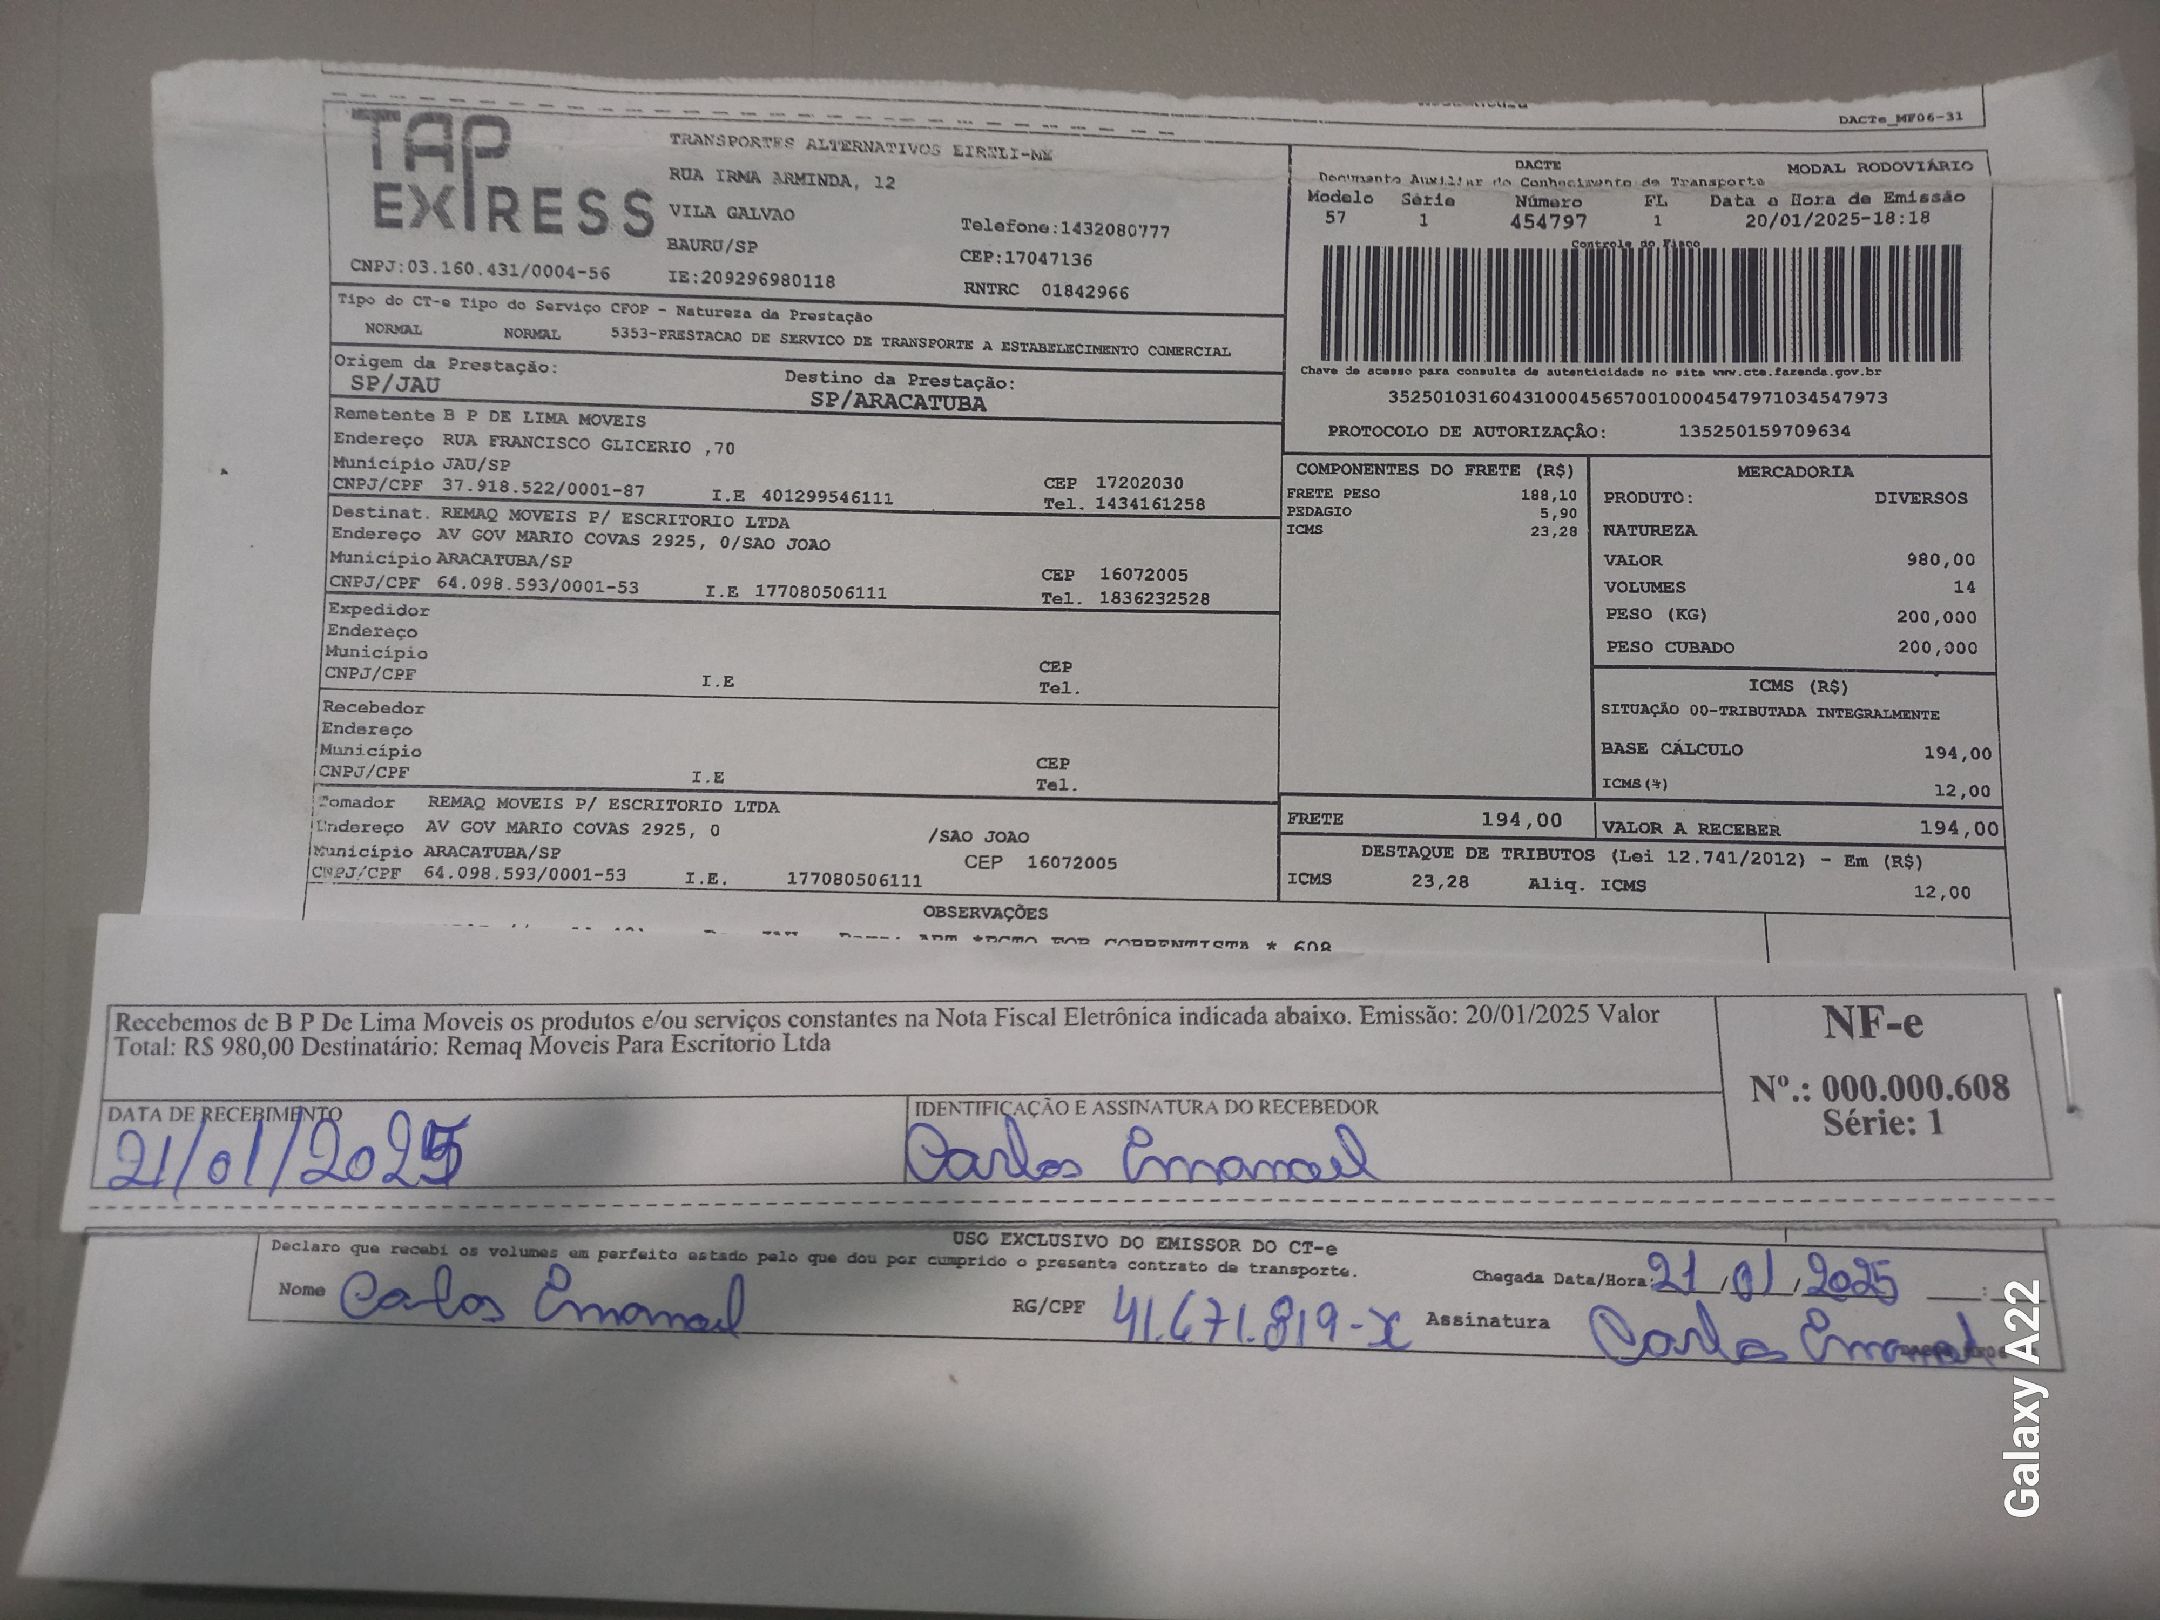 DACTe_MF06-31
TAP EXPRESS
TRANSPORTES ALTERNATIVOS EIRELI-ME
RUA IRMA ARMINDA, 12
VILA GALVAO
BAURU/SP
Telefone:1432080777
CEP:17047136
CNPJ:03.160.431/0004-56
IE:209296980118
RNTRC 01842966
DACTE MODAL RODOVIÁRIO
Documento Auxiliar do Conhecimento de Transporte
Modelo Série Número FL Data e Hora de Emissão
57 1 454797 1 20/01/2025-18:18
Controle do Fisco
Chave de acesso para consulta de autenticidade no site www.cte.fazenda.gov.br
35250103160431000456570010004547971034547973
PROTOCOLO DE AUTORIZAÇÃO: 135250159709634
Tipo do CT-e Tipo do Serviço CFOP - Natureza da Prestação
NORMAL NORMAL 5353-PRESTACAO DE SERVICO DE TRANSPORTE A ESTABELECIMENTO COMERCIAL
Origem da Prestação: Destino da Prestação:
SP/JAU SP/ARACATUBA
Remetente B P DE LIMA MOVEIS
Endereço RUA FRANCISCO GLICERIO ,70
Município JAU/SP CEP 17202030
CNPJ/CPF 37.918.522/0001-87 I.E 401299546111 Tel. 1434161258
Destinat. REMAQ MOVEIS P/ ESCRITORIO LTDA
Endereço AV GOV MARIO COVAS 2925, 0/SAO JOAO
Município ARACATUBA/SP CEP 16072005
CNPJ/CPF 64.098.593/0001-53 I.E 177080506111 Tel. 1836232528
Expedidor
Endereço
Município CEP
CNPJ/CPF I.E Tel.
Recebedor
Endereço
Município CEP
CNPJ/CPF I.E Tel.
Tomador REMAQ MOVEIS P/ ESCRITORIO LTDA
Endereço AV GOV MARIO COVAS 2925, 0 /SAO JOAO
Município ARACATUBA/SP CEP 16072005
CNPJ/CPF 64.098.593/0001-53 I.E. 177080506111
COMPONENTES DO FRETE (R$)
FRETE PESO 188,10
PEDAGIO 5,90
ICMS 23,28
MERCADORIA
PRODUTO: DIVERSOS
NATUREZA
VALOR 980,00
VOLUMES 14
PESO (KG) 200,000
PESO CUBADO 200,000
ICMS (R$)
SITUAÇÃO 00-TRIBUTADA INTEGRALMENTE
BASE CÁLCULO 194,00
ICMS(%) 12,00
FRETE 194,00 VALOR A RECEBER 194,00
DESTAQUE DE TRIBUTOS (Lei 12.741/2012) - Em (R$)
ICMS 23,28 Aliq. ICMS 12,00
OBSERVAÇÕES
CORRENTISTA * 608
Recebemos de B P De Lima Moveis os produtos e/ou serviços constantes na Nota Fiscal Eletrônica indicada abaixo. Emissão: 20/01/2025 Valor
Total: R$ 980,00 Destinatário: Remaq Moveis Para Escritorio Ltda
NF-e
Nº.: 000.000.608
Série: 1
DATA DE RECEBIMENTO IDENTIFICAÇÃO E ASSINATURA DO RECEBEDOR
21/01/2025 Carlos Emanoel
USO EXCLUSIVO DO EMISSOR DO CT-e
Declaro que recebi os volumes em perfeito estado pelo que dou por cumprido o presente contrato de transporte.
Chegada Data/Hora: 21/01/2025 __:__
Nome Carlos Emanoel RG/CPF 41.671.819-x Assinatura Carlos Emanoel
Galaxy A22